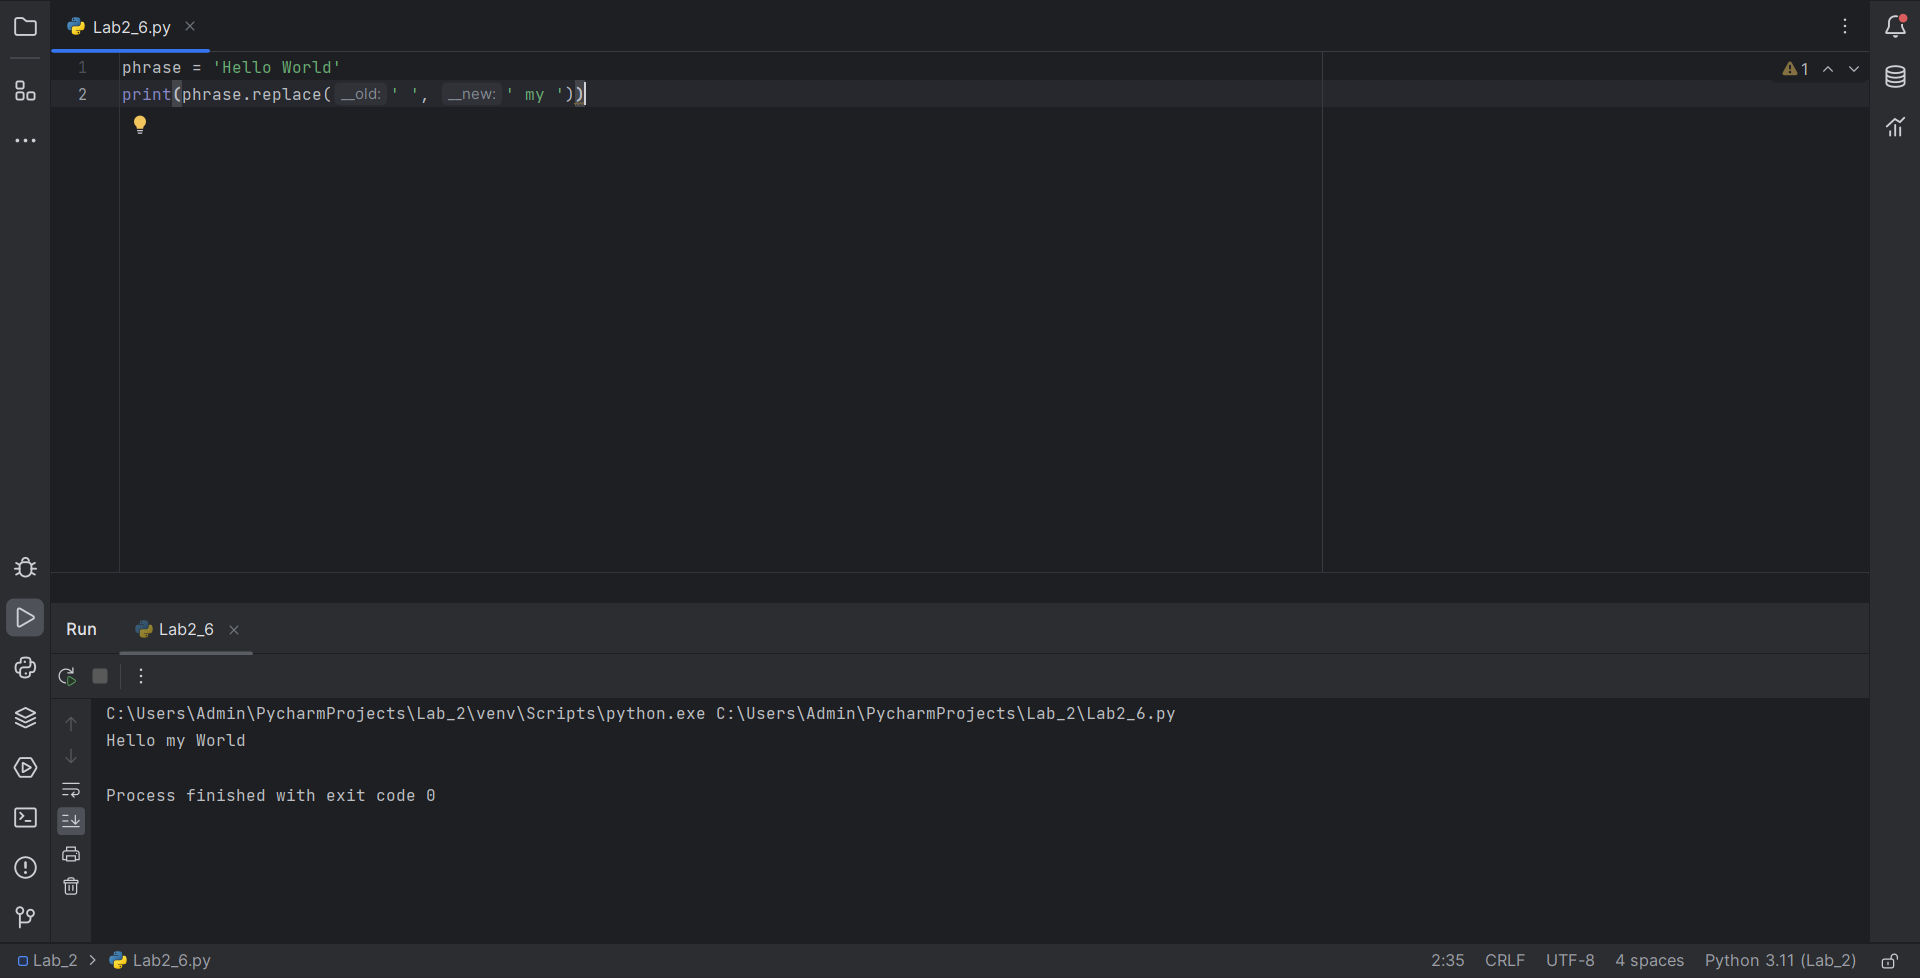 Lab2_6.py
1 phrase = 'Hello World'
1
2 print(phrase.replace( __old: ' ', __new: ' my '))
Run Lab2_6
C:\Users\Admin\PycharmProjects\Lab_2\venv\Scripts\python.exe C:\Users\Admin\PycharmProjects\Lab_2\Lab2_6.py
Hello my World
Process finished with exit code 0
Lab_2 > Lab2_6.py 2:35 CRLF UTF-8 4 spaces Python 3.11 (Lab_2)